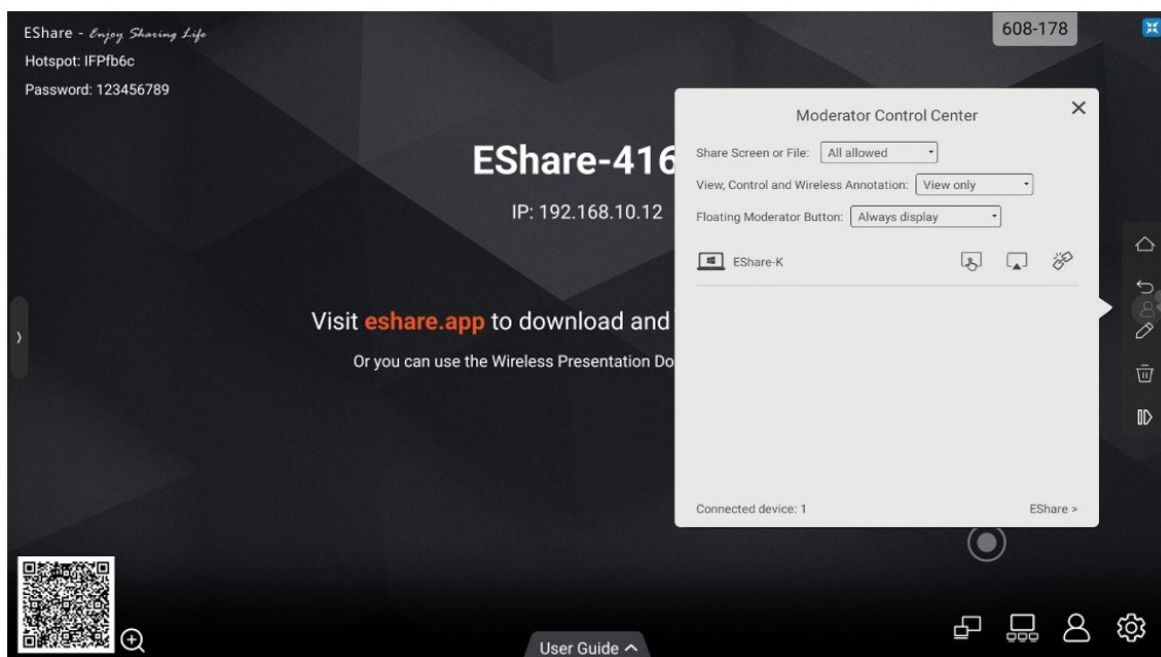 EShare - Enjoy Sharing Life
Hotspot: IFPfb6c
Password: 123456789
608-178
EShare-416
IP: 192.168.10.12
Visit eshare.app to download and
Or you can use the Wireless Presentation Do
Moderator Control Center
Share Screen or File: All allowed
View, Control and Wireless Annotation: View only
Floating Moderator Button: Always display
EShare-K
Connected device: 1
EShare >
User Guide